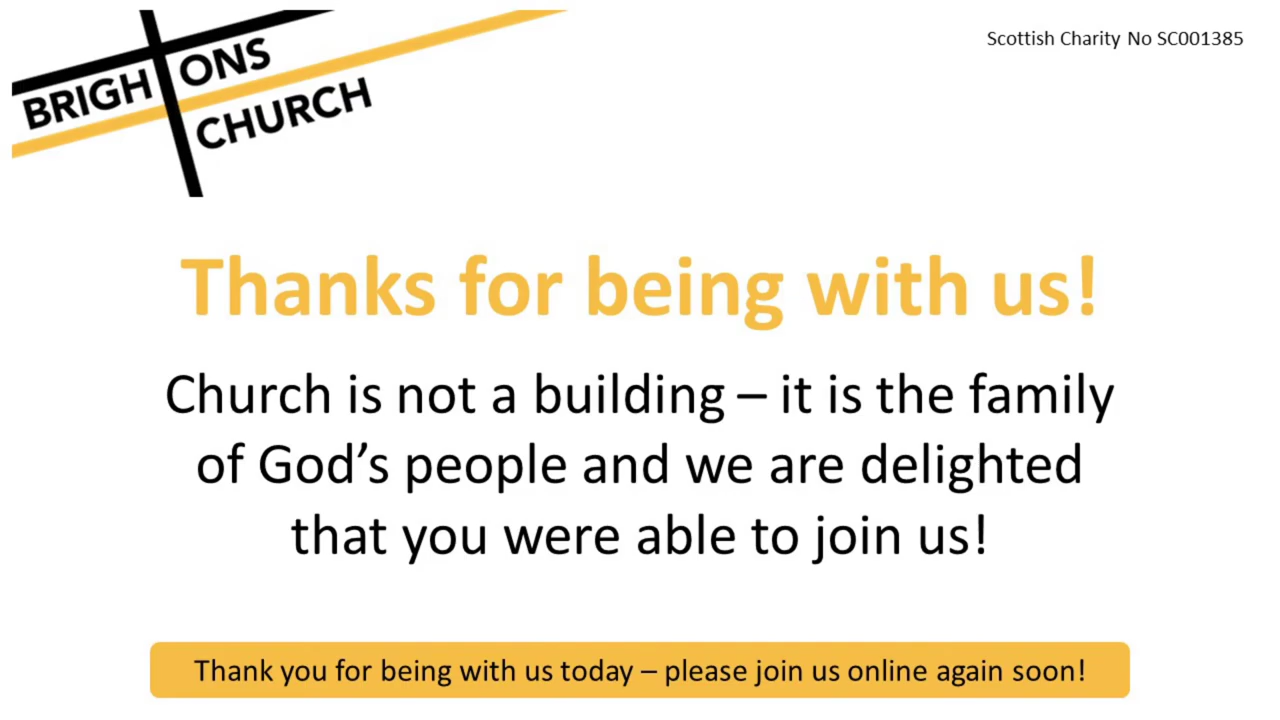 BRIGHTONS
CHURCH
Scottish Charity No SC001385
Thanks for being with us!
Church is not a building – it is the family
of God’s people and we are delighted
that you were able to join us!
Thank you for being with us today – please join us online again soon!